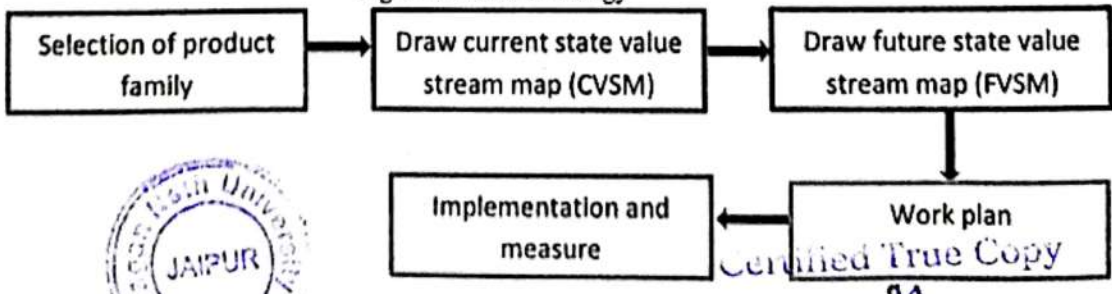 Selection of product
family
Draw current state value
stream map (CVSM)
Draw future state value
stream map (FVSM)
Work plan
Implementation and
measure
JAIPUR
Certified True Copy